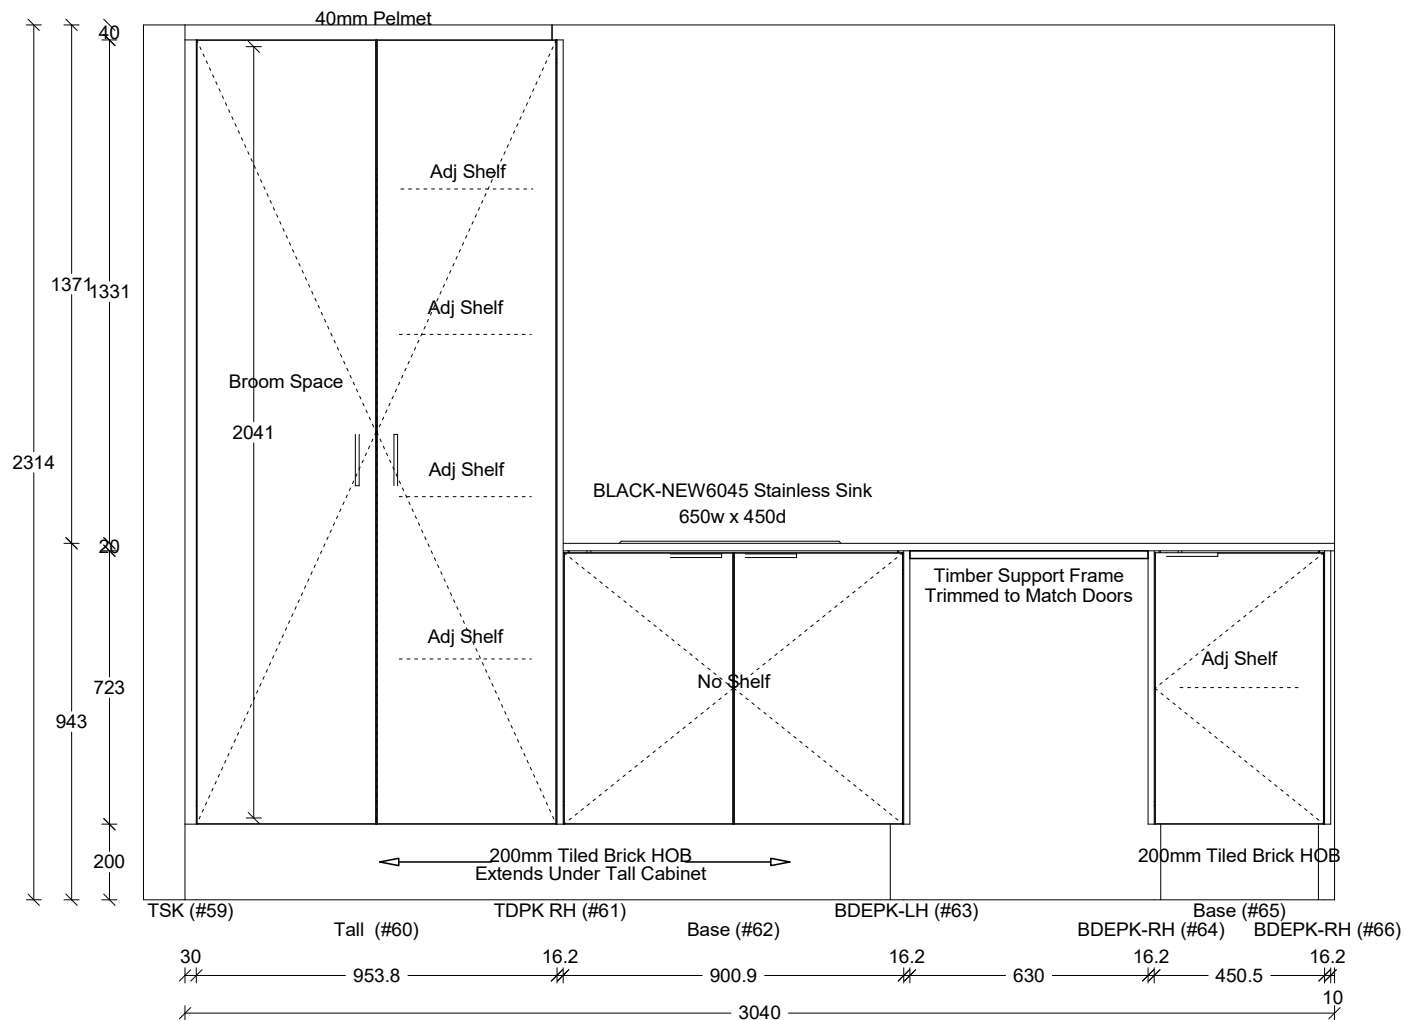 40mm Pelmet
40
Adj Shelf
1371
1331
Adj Shelf
Broom Space
2041
2314
Adj Shelf
BLACK-NEW6045 Stainless Sink
650w x 450d
20
Timber Support Frame
Trimmed to Match Doors
Adj Shelf
Adj Shelf
No Shelf
723
943
200
200mm Tiled Brick HOB
Extends Under Tall Cabinet
200mm Tiled Brick HOB
TSK (#59)
TDPK RH (#61)
BDEPK-LH (#63)
Base (#65)
Tall (#60)
Base (#62)
BDEPK-RH (#64)
BDEPK-RH (#66)
30
16.2
16.2
16.2
16.2
953.8
900.9
630
450.5
10
3040